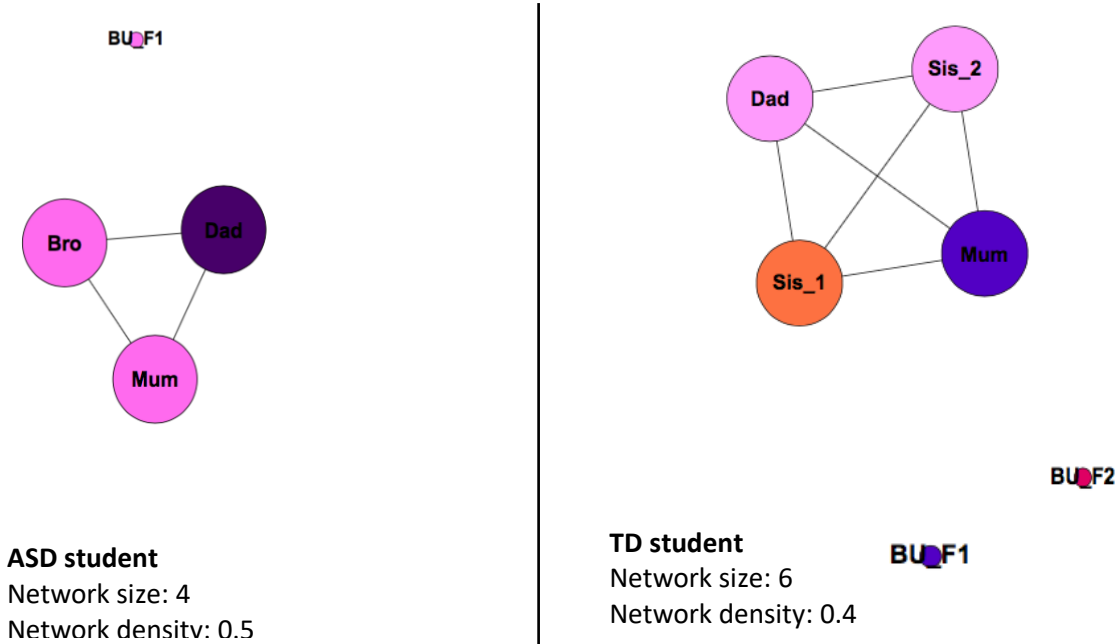 BU_F1
Bro
Dad
Mum
ASD student
Network size: 4
Network density: 0.5
Dad
Sis_2
Sis_1
Mum
BU_F2
BU_F1
TD student
Network size: 6
Network density: 0.4